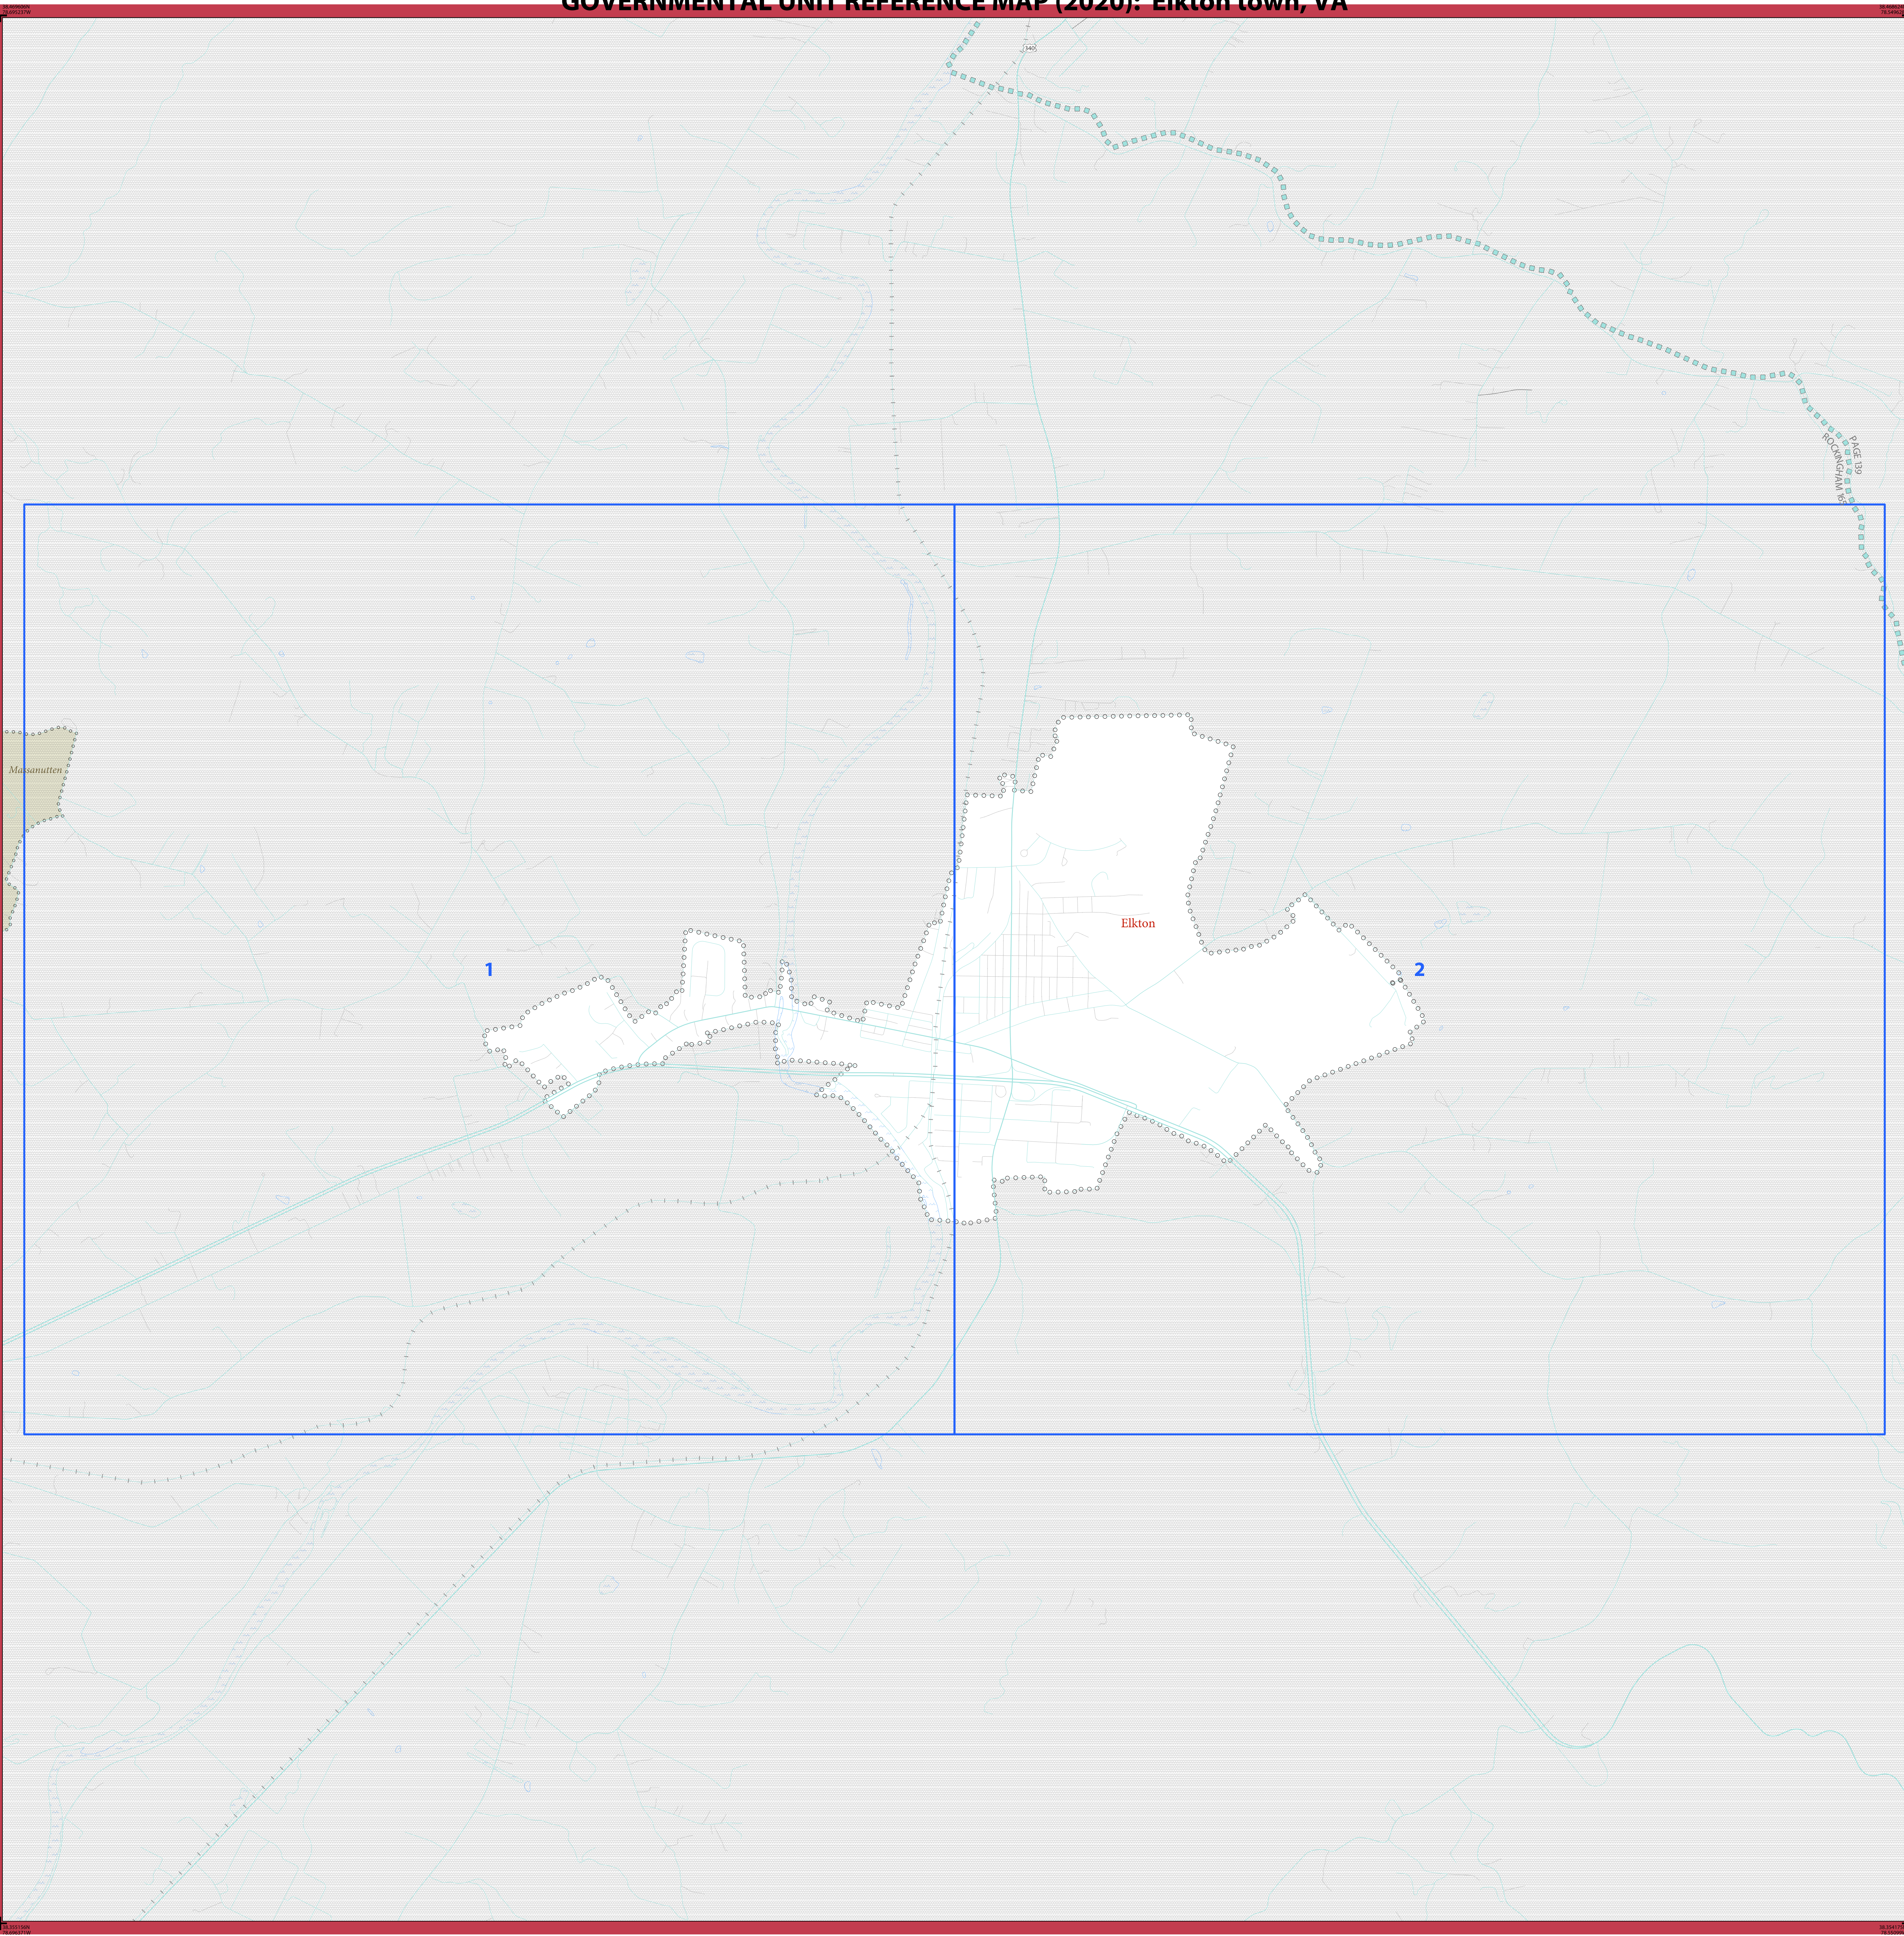 GOVERNMENTAL UNIT REFERENCE MAP (2020): Elkton town, VA
340
PAGE 139
ROCKINGHAM 165
Massanutten
Elkton
1
2